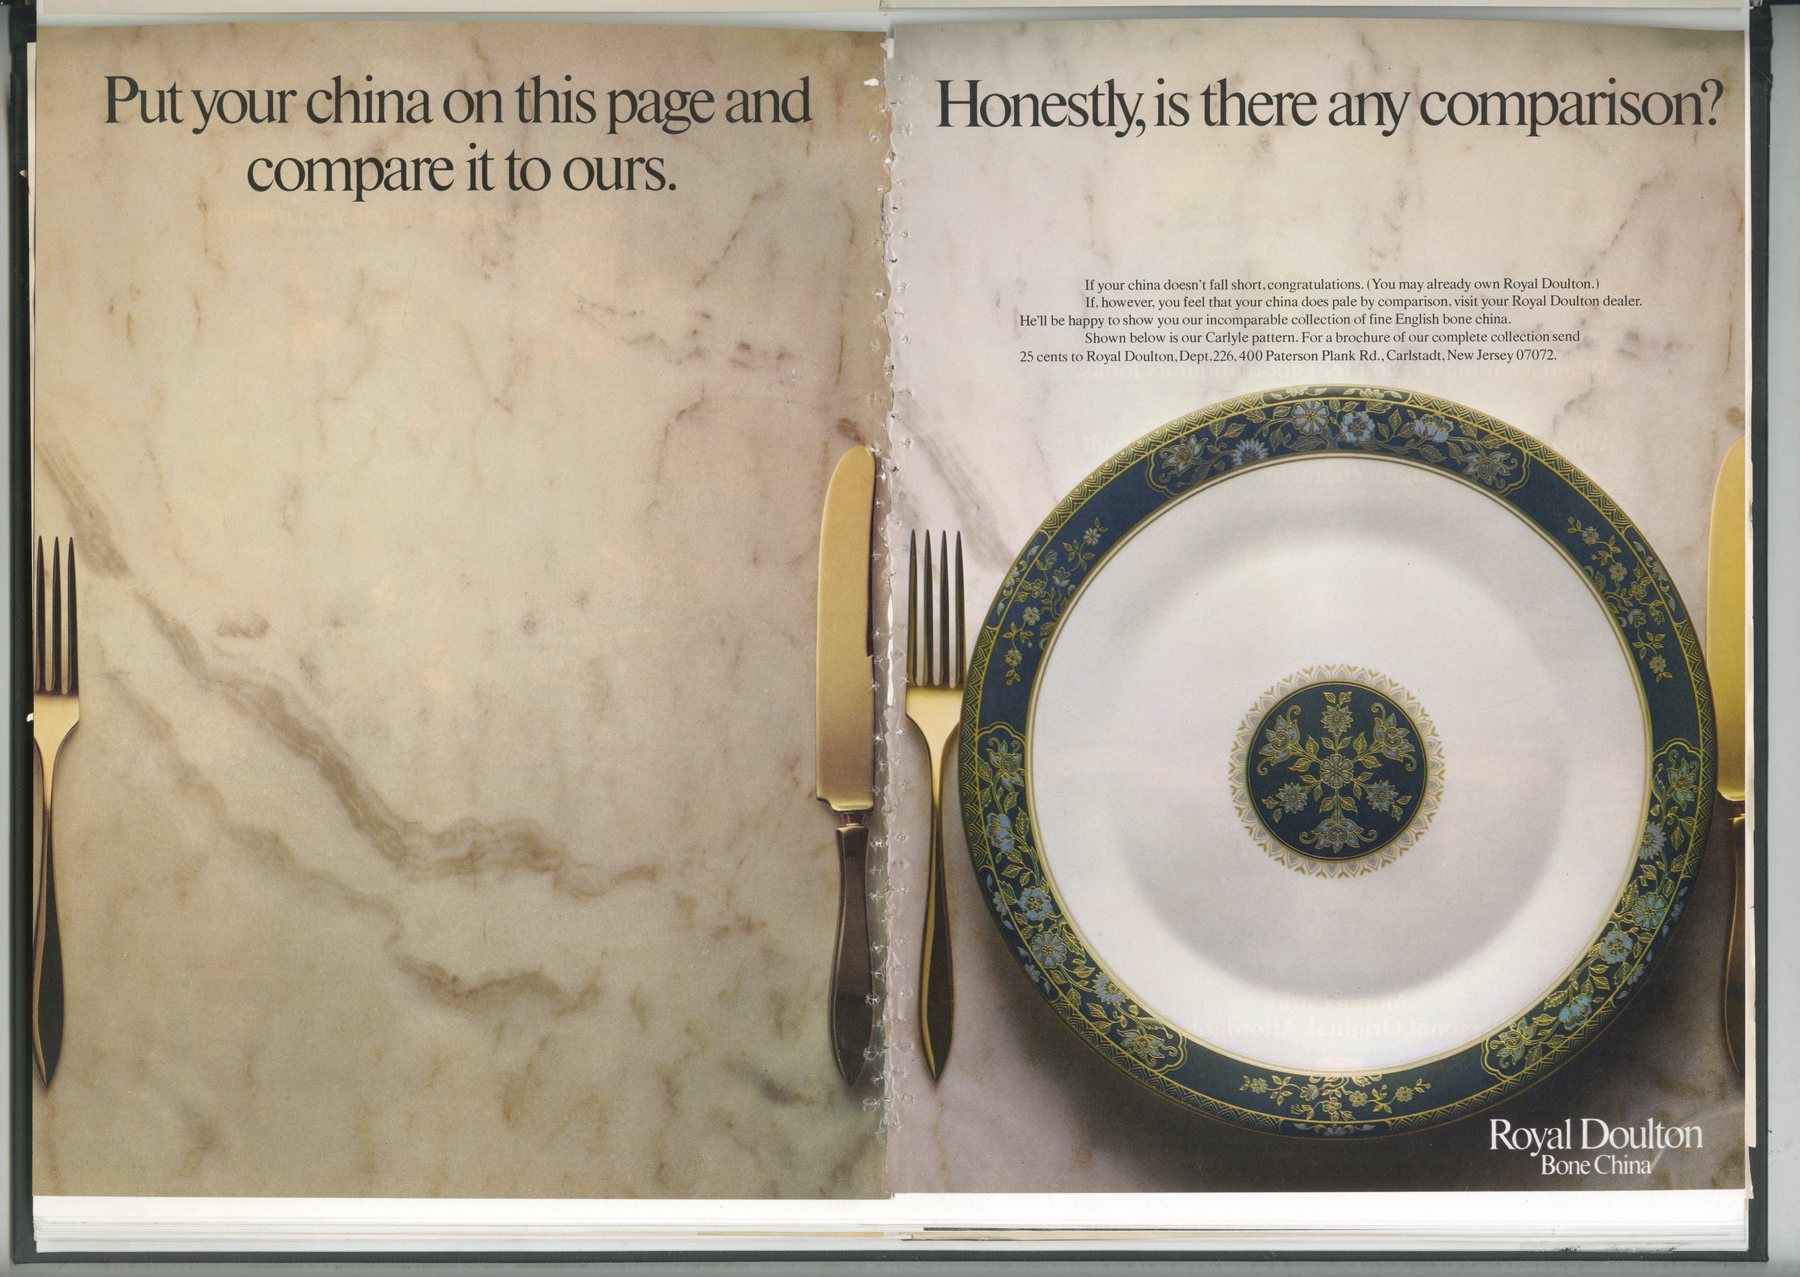 Put your china on this page and
compare it to ours.
Honestly, is there any comparison?
If your china doesn't fall short, congratulations. (You may already own Royal Doulton.)
If, however, you feel that your china does pale by comparison, visit your Royal Doulton dealer.
He'll be happy to show you our incomparable collection of fine English bone china.
Shown below is our Carlyle pattern. For a brochure of our complete collection send
25 cents to Royal Doulton, Dept. 226, 400 Paterson Plank Rd., Carlstadt, New Jersey 07072.
Royal Doulton
Bone China